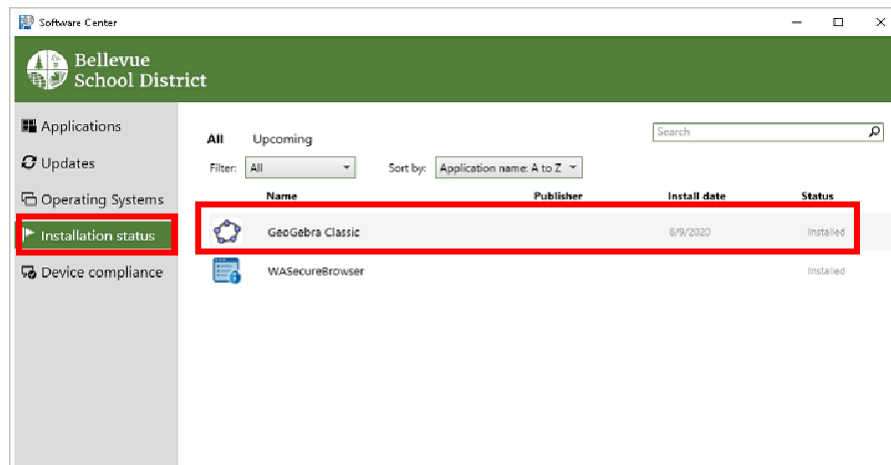 Software Center
Bellevue
School District
Applications
Updates
Operating Systems
Installation status
Device compliance
All Upcoming
Search
Filter: All Sort by: Application name: A to Z
Name Publisher Install date Status
GeoGebra Classic 8/9/2020 Installed
WASecureBrowser Installed